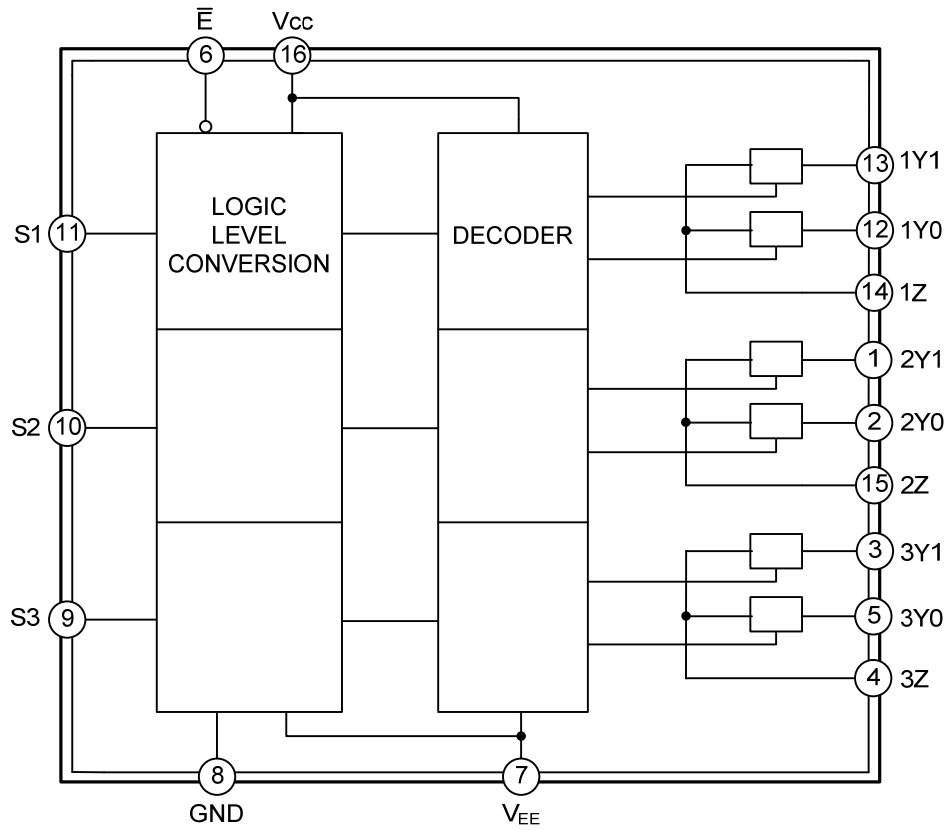 E̅ Vcc
6 16
13 1Y1
LOGIC
LEVEL
CONVERSION
DECODER
S1 11
12 1Y0
14 1Z
1 2Y1
S2 10
2 2Y0
15 2Z
3 3Y1
S3 9
5 3Y0
4 3Z
8 7
GND VEE